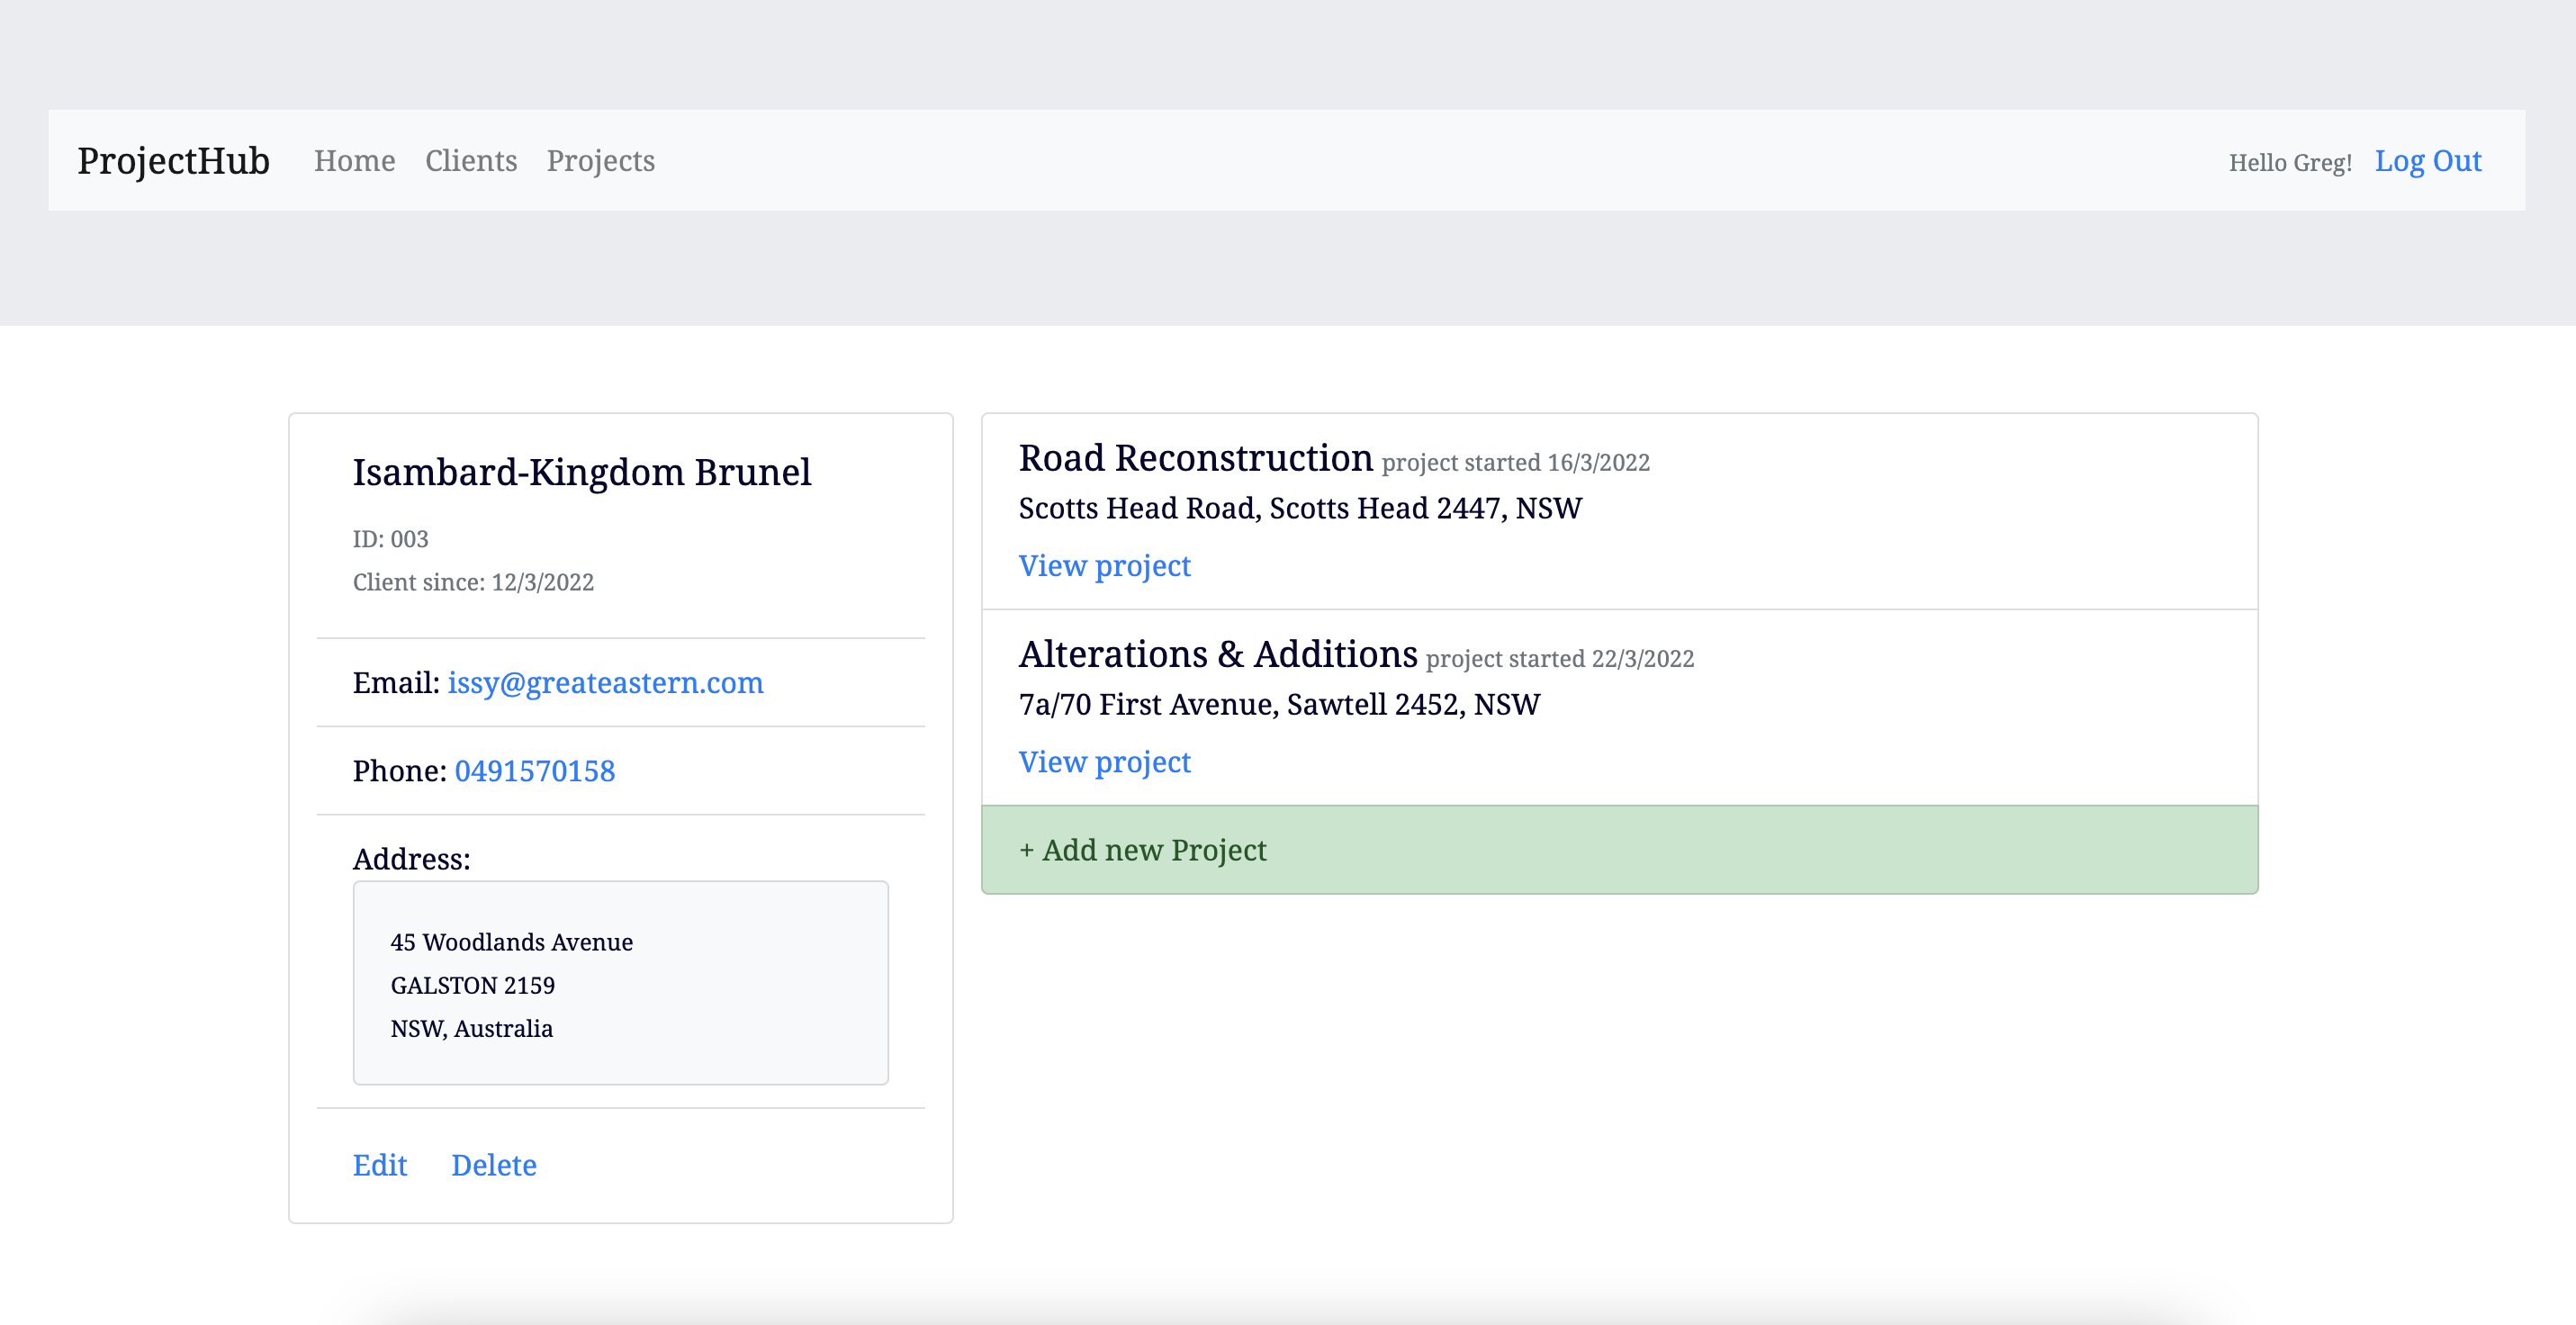 ProjectHub Home Clients Projects Hello Greg! Log Out
Isambard-Kingdom Brunel
ID: 003
Client since: 12/3/2022
Email: issy@greateastern.com
Phone: 0491570158
Address:
45 Woodlands Avenue
GALSTON 2159
NSW, Australia
Edit Delete
Road Reconstruction project started 16/3/2022
Scotts Head Road, Scotts Head 2447, NSW
View project
Alterations & Additions project started 22/3/2022
7a/70 First Avenue, Sawtell 2452, NSW
View project
+ Add new Project